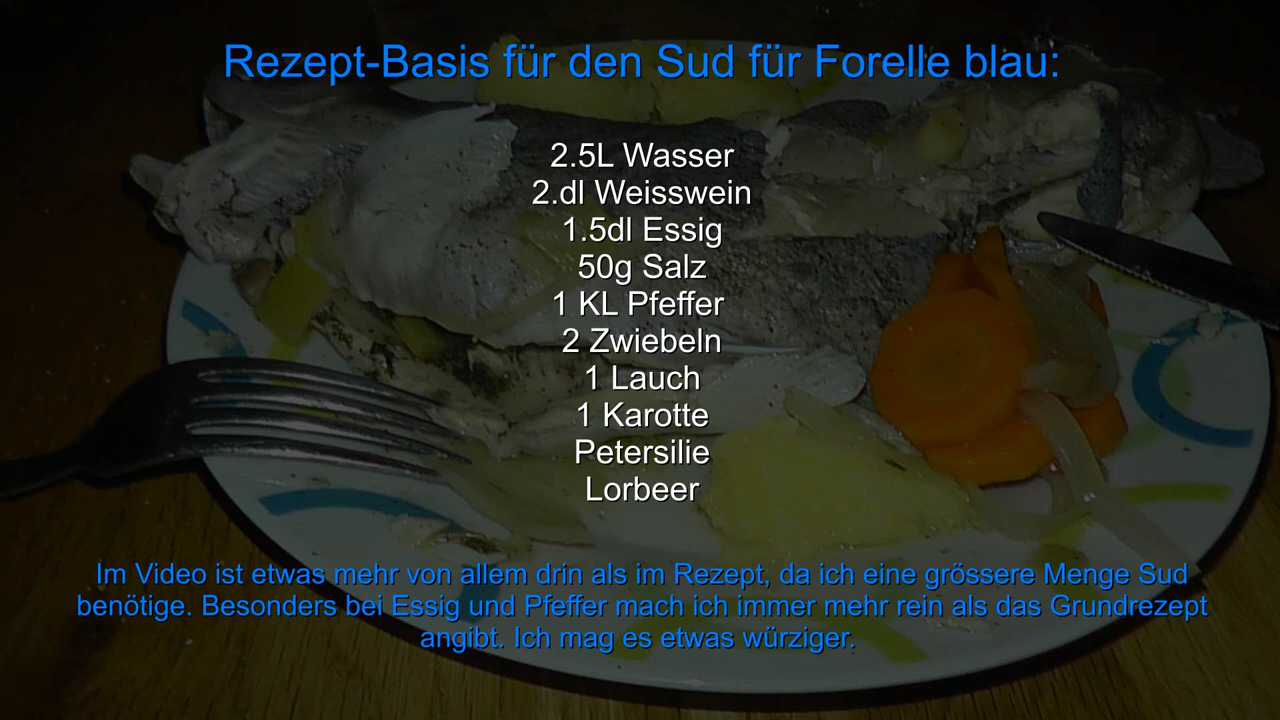 Rezept-Basis für den Sud für Forelle blau:
2.5L Wasser
2.dl Weisswein
1.5dl Essig
50g Salz
1 KL Pfeffer
2 Zwiebeln
1 Lauch
1 Karotte
Petersilie
Lorbeer
Im Video ist etwas mehr von allem drin als im Rezept, da ich eine grössere Menge Sud
benötige. Besonders bei Essig und Pfeffer mach ich immer mehr rein als das Grundrezept
angibt. Ich mag es etwas würziger.